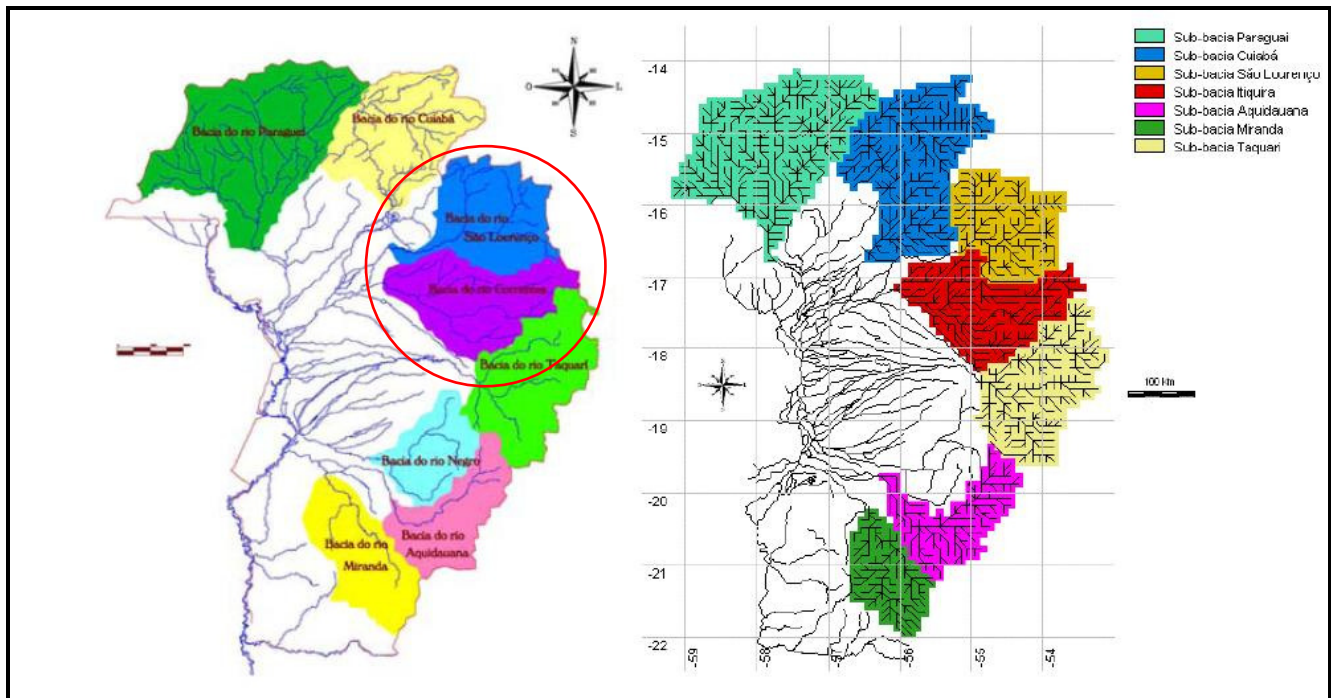 N
O
L
S
Bacia do rio Paraguai
Bacia do rio Cuiabá
Bacia do rio
São Lourenço
Bacia do rio Correntes
Bacia do rio Taquari
Bacia do rio Negro
Bacia do rio
Aquidauana
Bacia do rio
Miranda
Sub-bacia Paraguai
Sub-bacia Cuiabá
Sub-bacia São Lourenço
Sub-bacia Itiquira
Sub-bacia Aquidauana
Sub-bacia Miranda
Sub-bacia Taquari
-14
-15
-16
-17
-18
-19
-20
-21
-22
-59
-58
-57
-56
-55
-54
100 km